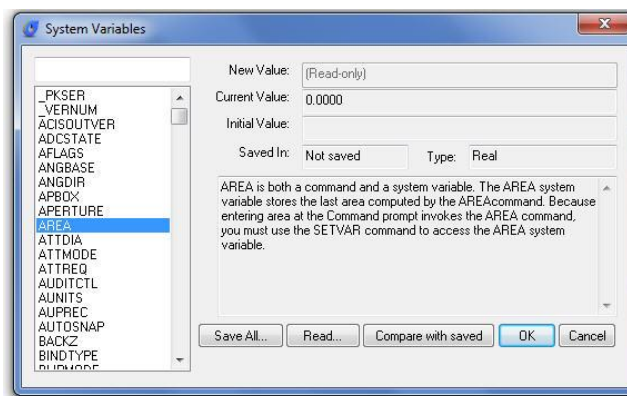 System Variables
New Value: (Read-only)
Current Value: 0.0000
Initial Value:
Saved In: Not saved Type: Real
_PKSER
_VERNUM
ACISOUTVER
ADCSTATE
AFLAGS
ANGBASE
ANGDIR
APBOX
APERTURE
AREA
ATTDIA
ATTMODE
ATTREQ
AUDITCTL
AUNITS
AUPREC
AUTOSNAP
BACKZ
BINDTYPE
AREA is both a command and a system variable. The AREA system
variable stores the last area computed by the AREAcommand. Because
entering area at the Command prompt invokes the AREA command,
you must use the SETVAR command to access the AREA system
variable.
Save All... Read... Compare with saved OK Cancel